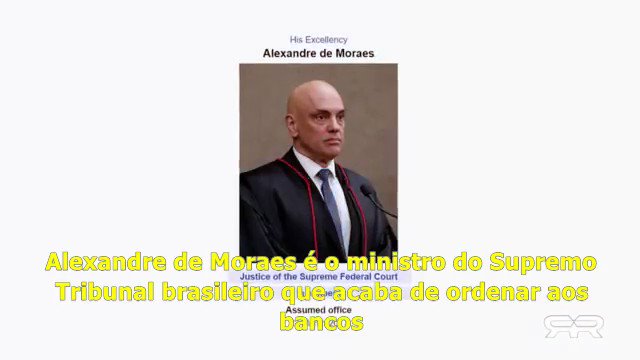 His Excellency
Alexandre de Moraes
Justice of the Supreme Federal Court
Alexandre de Moraes é o ministro do Supremo
Tribunal brasileiro que acaba de ordenar aos
Assumed office
bancos